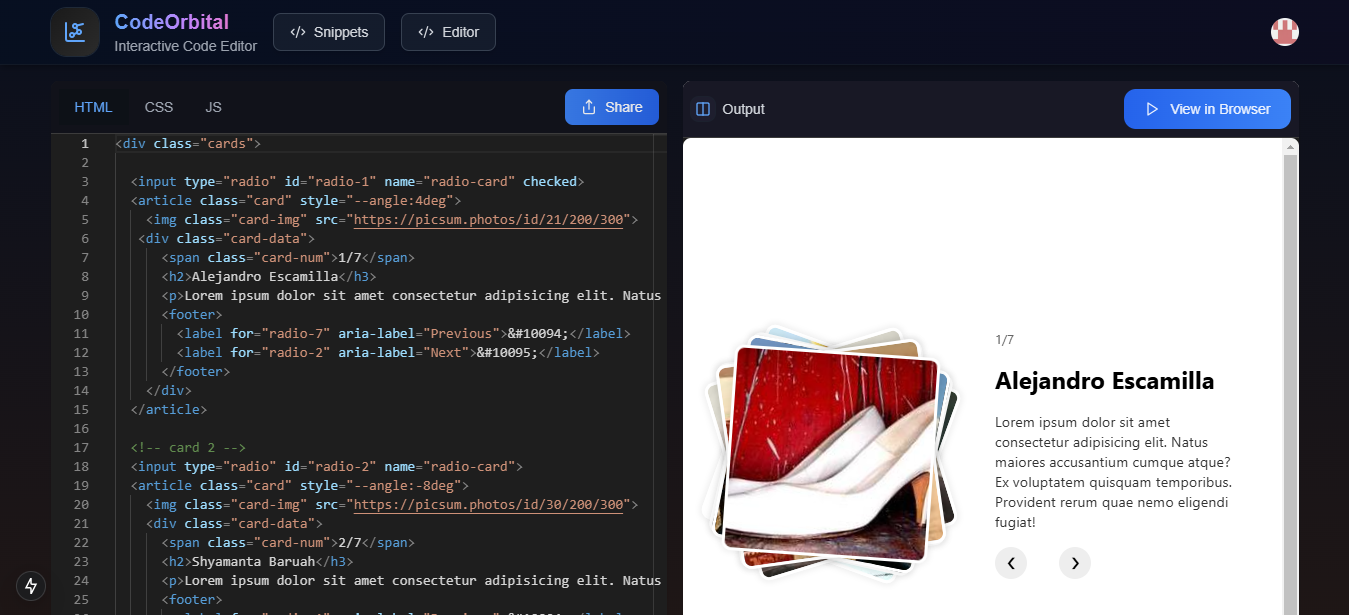 CodeOrbital
Interactive Code Editor
</> Snippets
</> Editor
HTML CSS JS
Share
Output
View in Browser
1 <div class="cards">
2
3 <input type="radio" id="radio-1" name="radio-card" checked>
4 <article class="card" style="--angle:4deg">
5 <img class="card-img" src="https://picsum.photos/id/21/200/300">
6 <div class="card-data">
7 <span class="card-num">1/7</span>
8 <h2>Alejandro Escamilla</h3>
9 <p>Lorem ipsum dolor sit amet consectetur adipisicing elit. Natus
10 <footer>
11 <label for="radio-7" aria-label="Previous">&#10094;</label>
12 <label for="radio-2" aria-label="Next">&#10095;</label>
13 </footer>
14 </div>
15 </article>
16
17 <!-- card 2 -->
18 <input type="radio" id="radio-2" name="radio-card">
19 <article class="card" style="--angle:-8deg">
20 <img class="card-img" src="https://picsum.photos/id/30/200/300">
21 <div class="card-data">
22 <span class="card-num">2/7</span>
23 <h2>Shyamanta Baruah</h3>
24 <p>Lorem ipsum dolor sit amet consectetur adipisicing elit. Natus
25 <footer>
1/7
Alejandro Escamilla
Lorem ipsum dolor sit amet
consectetur adipisicing elit. Natus
maiores accusantium cumque atque?
Ex voluptatem quisquam temporibus.
Provident rerum quae nemo eligendi
fugiat!
❮ ❯